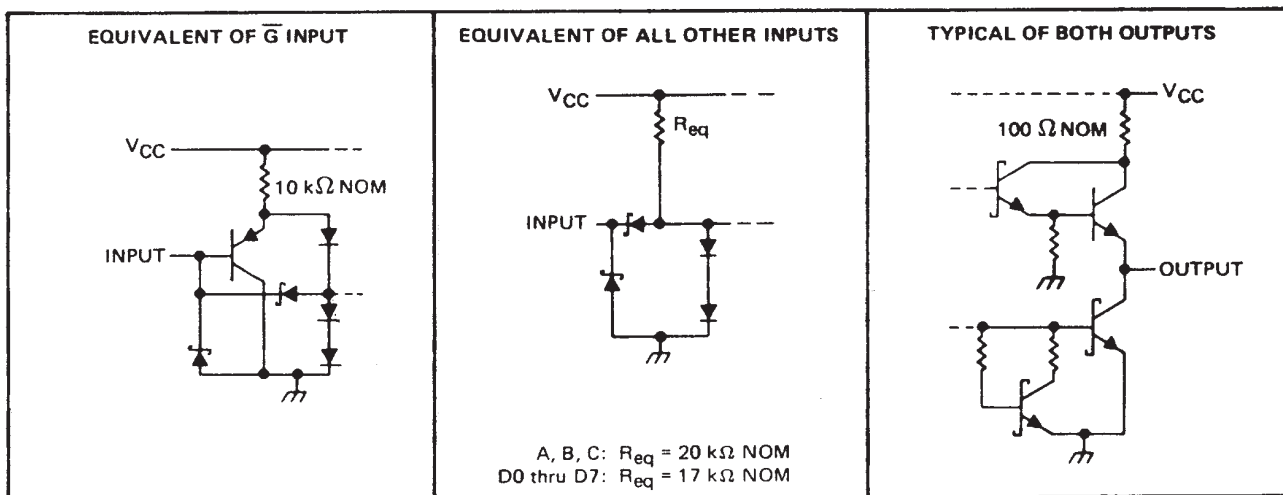 EQUIVALENT OF G̅ INPUT
VCC
10 kΩ NOM
INPUT
EQUIVALENT OF ALL OTHER INPUTS
VCC
Req
INPUT
A, B, C: Req = 20 kΩ NOM
D0 thru D7: Req = 17 kΩ NOM
TYPICAL OF BOTH OUTPUTS
VCC
100 Ω NOM
OUTPUT